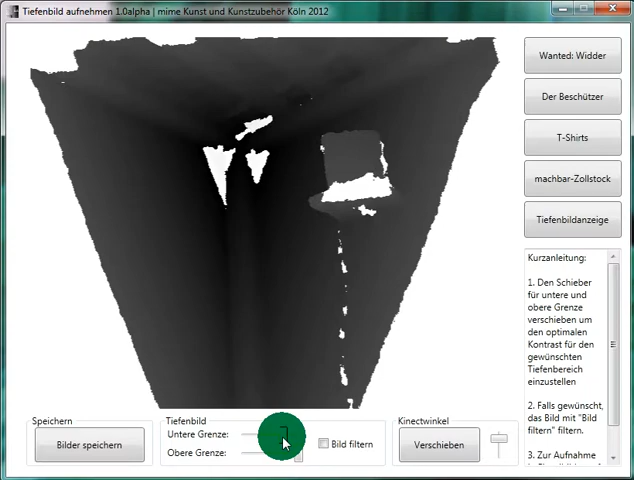 Tiefenbild aufnehmen 1.0alpha | mime Kunst und Kunstzubehör Köln 2012
Wanted: Widder
Der Beschützer
T-Shirts
machbar-Zollstock
Tiefenbildanzeige
Kurzanleitung:
1. Den Schieber
für untere und
obere Grenze
verschieben um
den optimalen
Kontrast für den
gewünschten
Tiefenbereich
einzustellen
2. Falls gewünscht,
das Bild mit "Bild
filtern" filtern.
3. Zur Aufnahme
Speichern
Bilder speichern
Tiefenbild
Untere Grenze:
Obere Grenze:
Bild filtern
Kinectwinkel
Verschieben